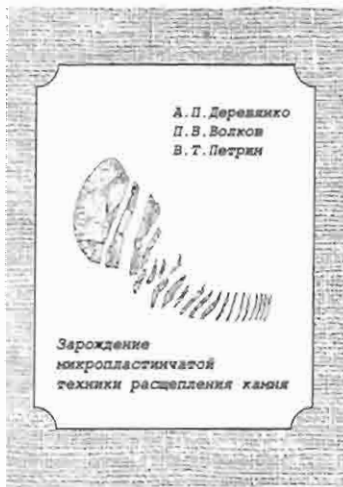 А.П.Деревянко
П.В.Волков
В.Т.Петрин
Зарождение
микропластинчатой
техники расщепления камня